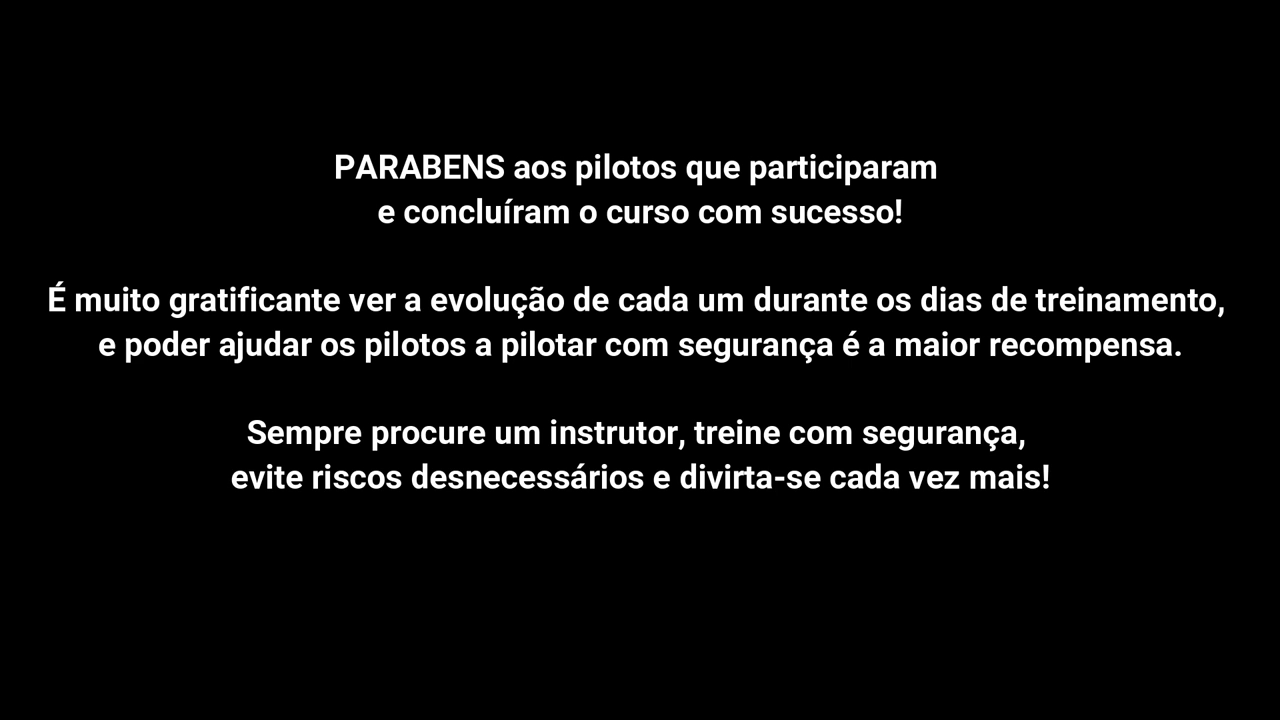 PARABENS aos pilotos que participaram
e concluíram o curso com sucesso!
É muito gratificante ver a evolução de cada um durante os dias de treinamento,
e poder ajudar os pilotos a pilotar com segurança é a maior recompensa.
Sempre procure um instrutor, treine com segurança,
evite riscos desnecessários e divirta-se cada vez mais!